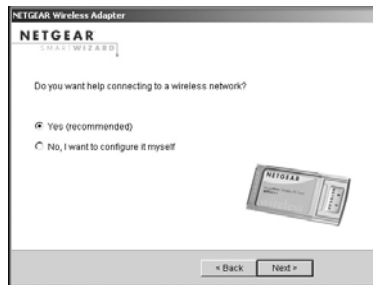 NETGEAR Wireless Adapter
NETGEAR
SMARTWIZARD
Do you want help connecting to a wireless network?
Yes (recommended)
No, I want to configure it myself
NETGEAR
wireless
< Back
Next >